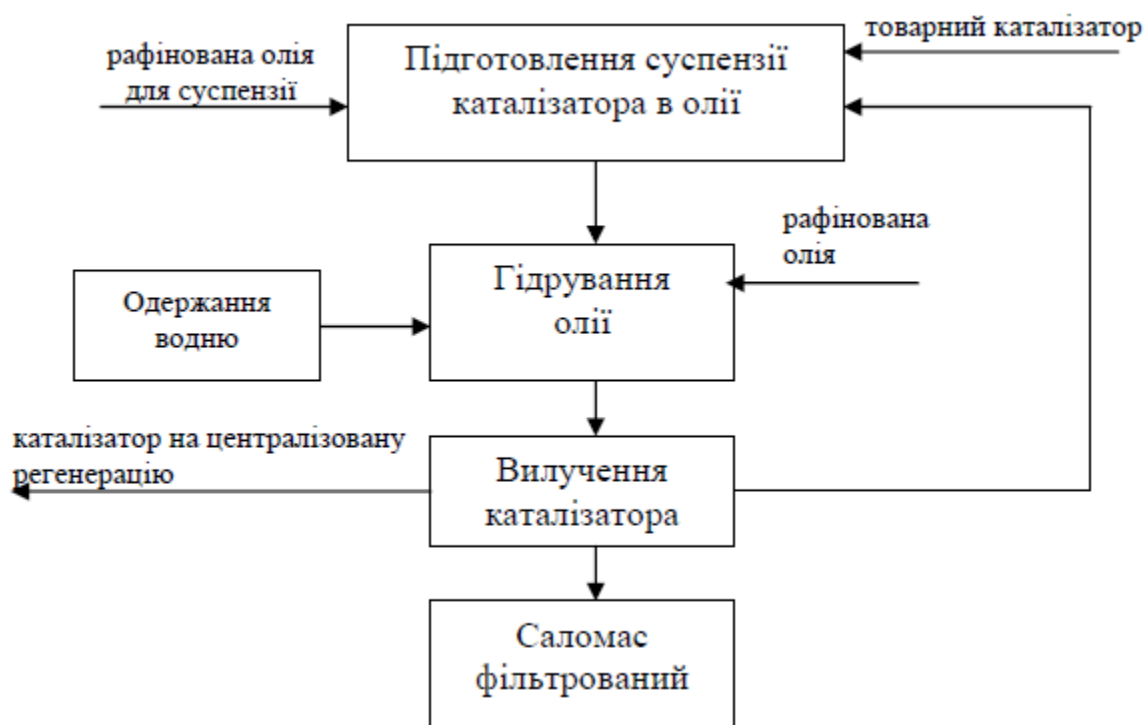 товарний каталізатор
рафінована олія
для суспензії
Підготовлення суспензії
каталізатора в олії
рафінована
олія
Гідрування
олії
Одержання
водню
каталізатор на централізовану
регенерацію
Вилучення
каталізатора
Саломас
фільтрований